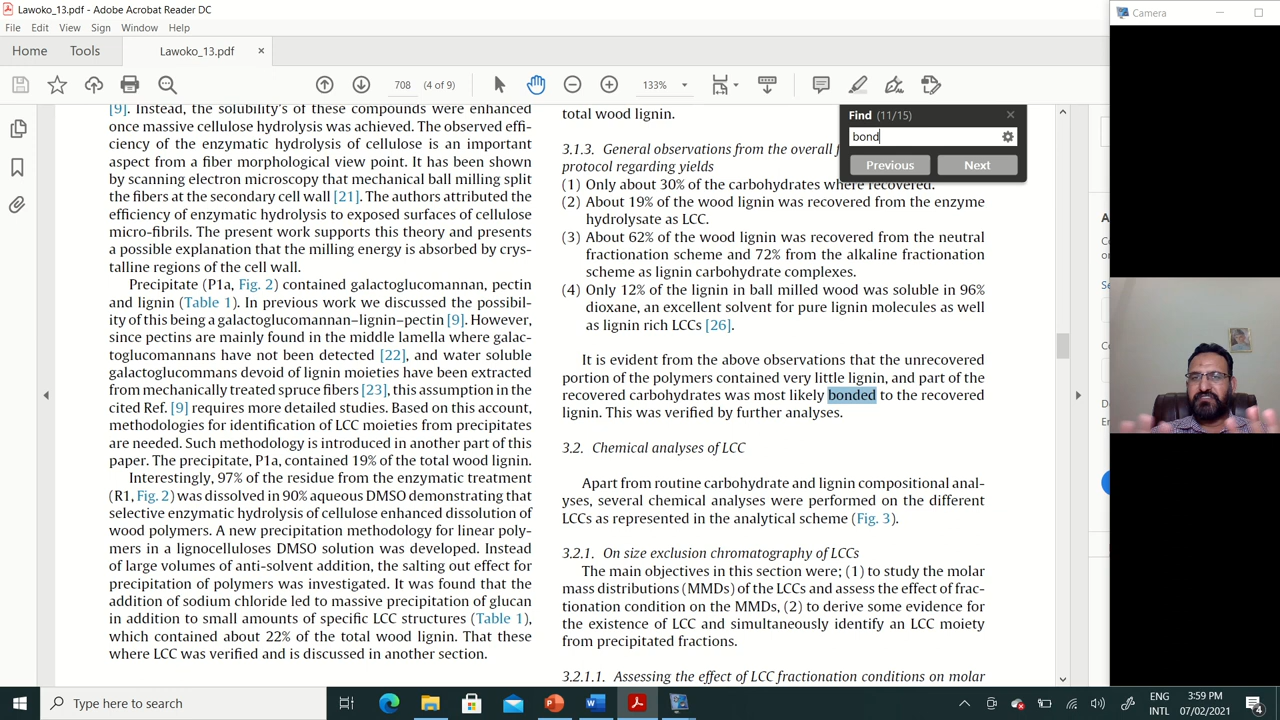 Lawoko_13.pdf - Adobe Acrobat Reader DC
File Edit View Sign Window Help
Home Tools Lawoko_13.pdf ×
708 (4 of 9) 133%
Camera
Find (11/15)
bond
Previous Next
[9]. Instead, the solubility's of these compounds were enhanced
once massive cellulose hydrolysis was achieved. The observed effi-
ciency of the enzymatic hydrolysis of cellulose is an important
aspect from a fiber morphological view point. It has been shown
by scanning electron microscopy that mechanical ball milling split
the fibers at the secondary cell wall [21]. The authors attributed the
efficiency of enzymatic hydrolysis to exposed surfaces of cellulose
micro-fibrils. The present work supports this theory and presents
a possible explanation that the milling energy is absorbed by crys-
talline regions of the cell wall.
Precipitate (P1a, Fig. 2) contained galactoglucomannan, pectin
and lignin (Table 1). In previous work we discussed the possibil-
ity of this being a galactoglucomannan–lignin–pectin [9]. However,
since pectins are mainly found in the middle lamella where galac-
toglucomannans have not been detected [22], and water soluble
galactoglucommans devoid of lignin moieties have been extracted
from mechanically treated spruce fibers [23], this assumption in the
cited Ref. [9] requires more detailed studies. Based on this account,
methodologies for identification of LCC moieties from precipitates
are needed. Such methodology is introduced in another part of this
paper. The precipitate, P1a, contained 19% of the total wood lignin.
Interestingly, 97% of the residue from the enzymatic treatment
(R1, Fig. 2) was dissolved in 90% aqueous DMSO demonstrating that
selective enzymatic hydrolysis of cellulose enhanced dissolution of
wood polymers. A new precipitation methodology for linear poly-
mers in a lignocelluloses DMSO solution was developed. Instead
of large volumes of anti-solvent addition, the salting out effect for
precipitation of polymers was investigated. It was found that the
addition of sodium chloride led to massive precipitation of glucan
in addition to small amounts of specific LCC structures (Table 1),
which contained about 22% of the total wood lignin. That these
where LCC was verified and is discussed in another section.
total wood lignin.
3.1.3. General observations from the overall f
protocol regarding yields
(1) Only about 30% of the carbohydrates where recovered.
(2) About 19% of the wood lignin was recovered from the enzyme
hydrolysate as LCC.
(3) About 62% of the wood lignin was recovered from the neutral
fractionation scheme and 72% from the alkaline fractionation
scheme as lignin carbohydrate complexes.
(4) Only 12% of the lignin in ball milled wood was soluble in 96%
dioxane, an excellent solvent for pure lignin molecules as well
as lignin rich LCCs [26].
It is evident from the above observations that the unrecovered
portion of the polymers contained very little lignin, and part of the
recovered carbohydrates was most likely bonded to the recovered
lignin. This was verified by further analyses.
3.2. Chemical analyses of LCC
Apart from routine carbohydrate and lignin compositional anal-
yses, several chemical analyses were performed on the different
LCCs as represented in the analytical scheme (Fig. 3).
3.2.1. On size exclusion chromatography of LCCs
The main objectives in this section were; (1) to study the molar
mass distributions (MMDs) of the LCCs and assess the effect of frac-
tionation condition on the MMDs, (2) to derive some evidence for
the existence of LCC and simultaneously identify an LCC moiety
from precipitated fractions.
3.2.1.1. Assessing the effect of LCC fractionation conditions on molar
Type here to search
ENG
INTL
3:59 PM
07/02/2021
4